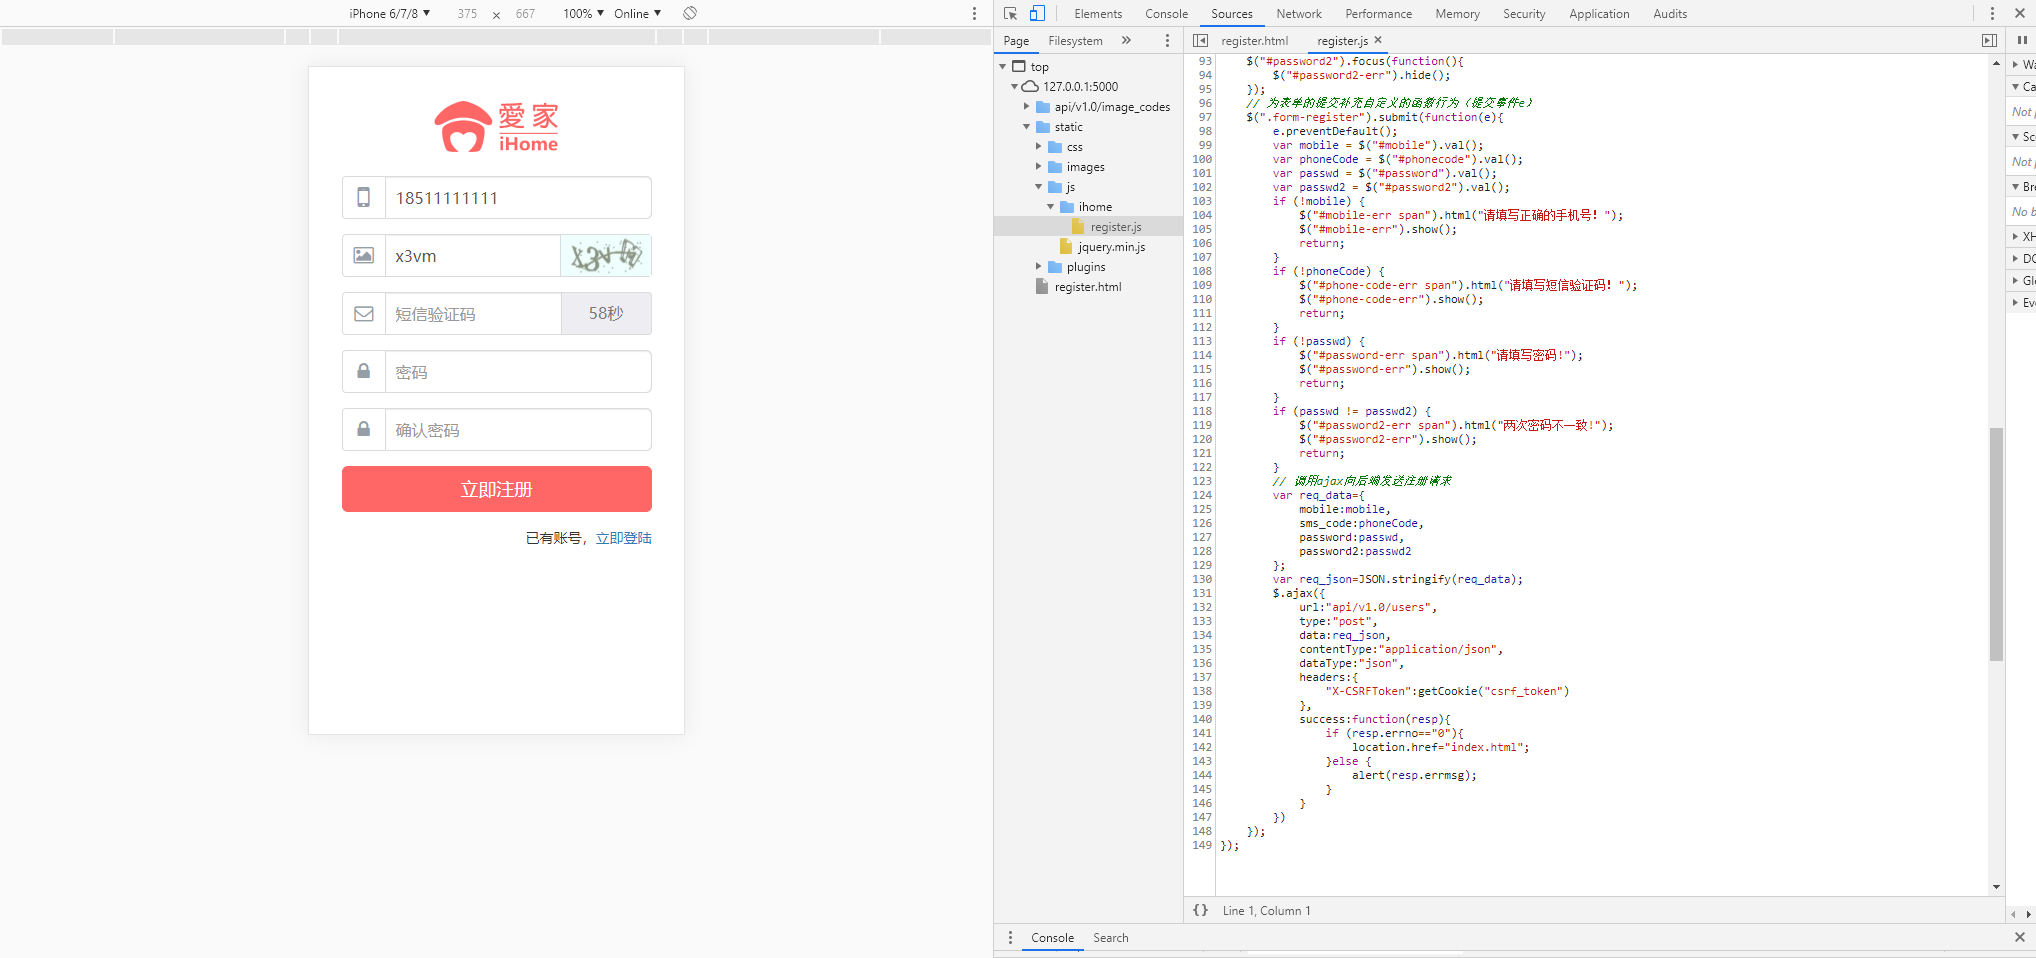 iPhone 6/7/8 ▼ 375 × 667 100% ▼ Online ▼
愛家
iHome
18511111111
x3vm
x3vm
短信验证码 58秒
密码
确认密码
立即注册
已有账号，立即登陆
Elements Console Sources Network Performance Memory Security Application Audits
Page Filesystem »
top
127.0.0.1:5000
api/v1.0/image_codes
static
css
images
js
ihome
register.js
jquery.min.js
plugins
register.html
register.html register.js ×
93 $("#password2").focus(function(){
94 $("#password2-err").hide();
95 });
96 // 为表单的提交补充自定义的函数行为（提交事件e）
97 $(".form-register").submit(function(e){
98 e.preventDefault();
99 var mobile = $("#mobile").val();
100 var phoneCode = $("#phonecode").val();
101 var passwd = $("#password").val();
102 var passwd2 = $("#password2").val();
103 if (!mobile) {
104 $("#mobile-err span").html("请填写正确的手机号！");
105 $("#mobile-err").show();
106 return;
107 }
108 if (!phoneCode) {
109 $("#phone-code-err span").html("请填写短信验证码！");
110 $("#phone-code-err").show();
111 return;
112 }
113 if (!passwd) {
114 $("#password-err span").html("请填写密码!");
115 $("#password-err").show();
116 return;
117 }
118 if (passwd != passwd2) {
119 $("#password2-err span").html("两次密码不一致!");
120 $("#password2-err").show();
121 return;
122 }
123 // 调用ajax向后端发送注册请求
124 var req_data={
125 mobile:mobile,
126 sms_code:phoneCode,
127 password:passwd,
128 password2:passwd2
129 };
130 var req_json=JSON.stringify(req_data);
131 $.ajax({
132 url:"api/v1.0/users",
133 type:"post",
134 data:req_json,
135 contentType:"application/json",
136 dataType:"json",
137 headers:{
138 "X-CSRFToken":getCookie("csrf_token")
139 },
140 success:function(resp){
141 if (resp.errno=="0"){
142 location.href="index.html";
143 }else {
144 alert(resp.errmsg);
145 }
146 }
147 })
148 });
149 });
{} Line 1, Column 1
Wa
Ca
Not p
Sc
Not p
Bre
No b
XH
DO
Glo
Eve
Console Search